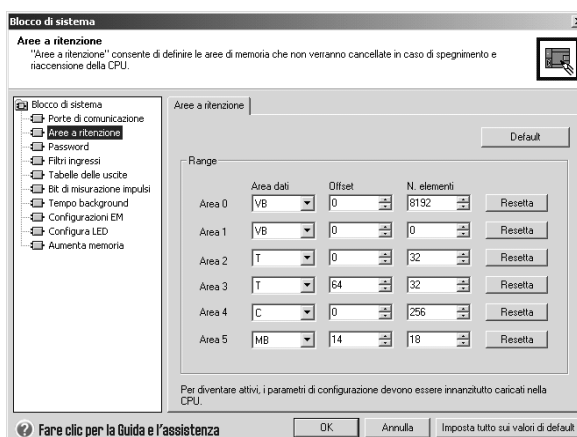 Blocco di sistema
Aree a ritenzione
"Aree a ritenzione" consente di definire le aree di memoria che non verranno cancellate in caso di spegnimento e
riaccensione della CPU.
Blocco di sistema
Porte di comunicazione
Aree a ritenzione
Password
Filtri ingressi
Tabelle delle uscite
Bit di misurazione impulsi
Tempo background
Configurazioni EM
Configura LED
Aumenta memoria
Aree a ritenzione
Default
Range
Area dati Offset N. elementi
Area 0 VB 0 8192 Resetta
Area 1 VB 0 0 Resetta
Area 2 T 0 32 Resetta
Area 3 T 64 32 Resetta
Area 4 C 0 256 Resetta
Area 5 MB 14 18 Resetta
Per diventare attivi, i parametri di configurazione devono essere innanzitutto caricati nella
CPU.
Fare clic per la Guida e l'assistenza
OK Annulla Imposta tutto sui valori di default